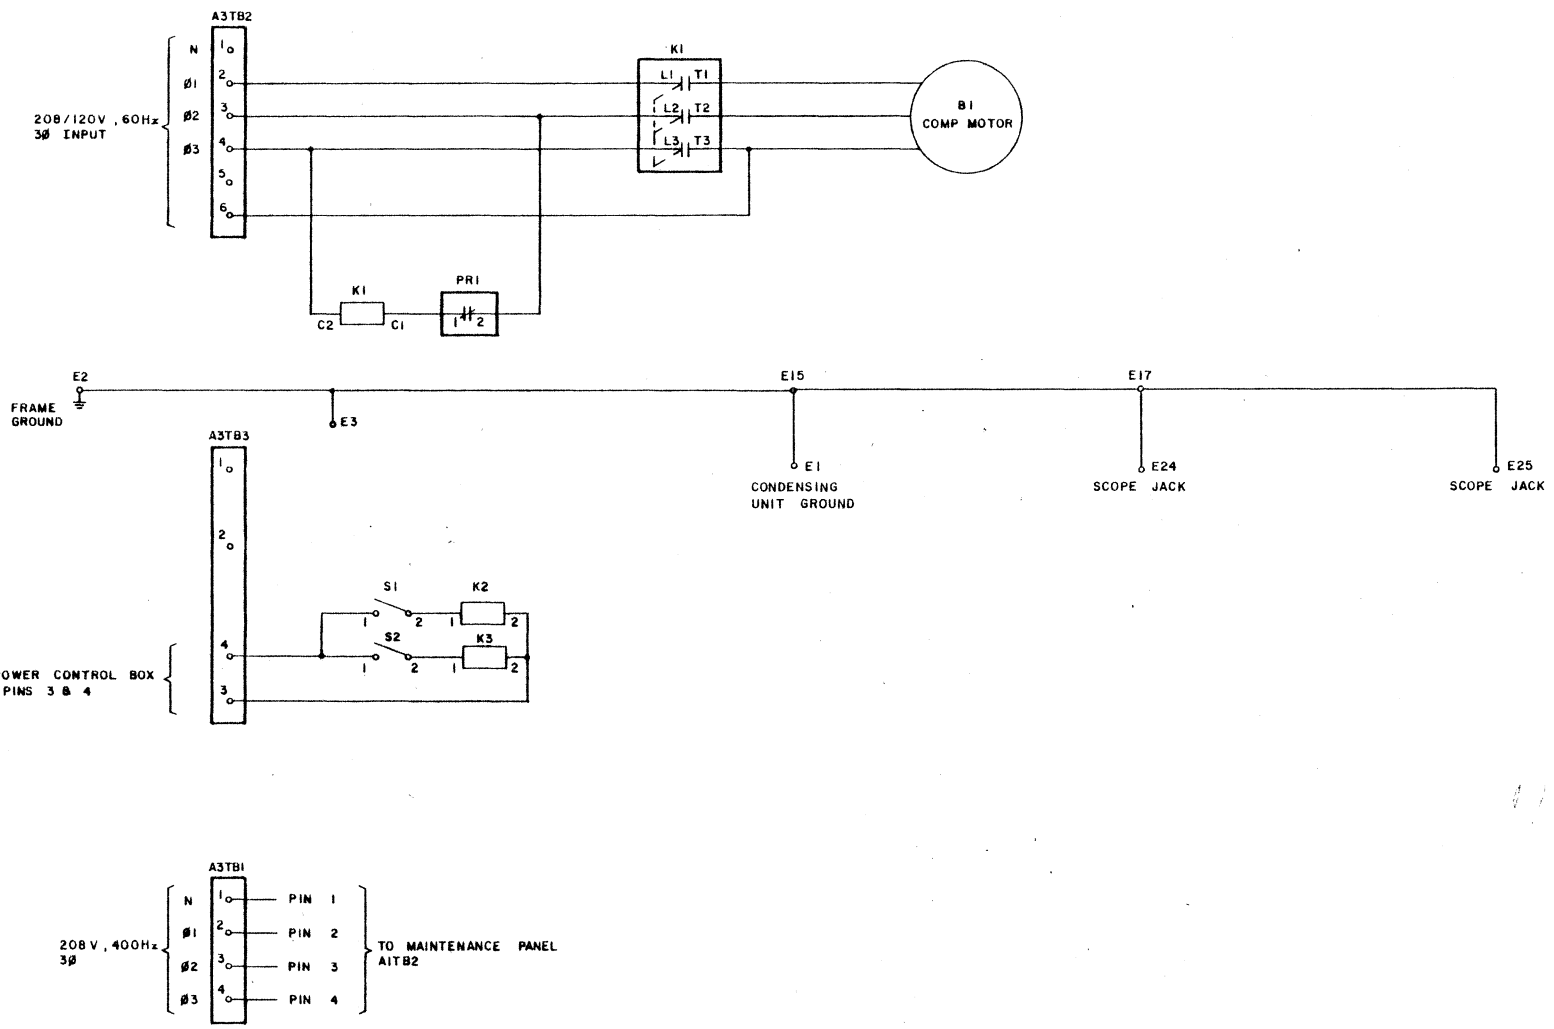 A3TB2
N 1
Ø1 2
Ø2 3
Ø3 4
5
6
208/120V, 60Hz
3Ø INPUT
K1
L1 T1
L2 T2
L3 T3
B1
COMP MOTOR
K1
C2 C1
PR1
1 2
E2
FRAME
GROUND
E3
E15
E1
CONDENSING
UNIT GROUND
E17
E24
SCOPE JACK
E25
SCOPE JACK
A3TB3
1
2
4
3
OWER CONTROL BOX
PINS 3 & 4
S1 K2
1 2 1 2
S2 K3
1 2 1 2
A3TB1
208V, 400Hz
3Ø
N 1 PIN 1
Ø1 2 PIN 2
Ø2 3 PIN 3
Ø3 4 PIN 4
TO MAINTENANCE PANEL
A1TB2